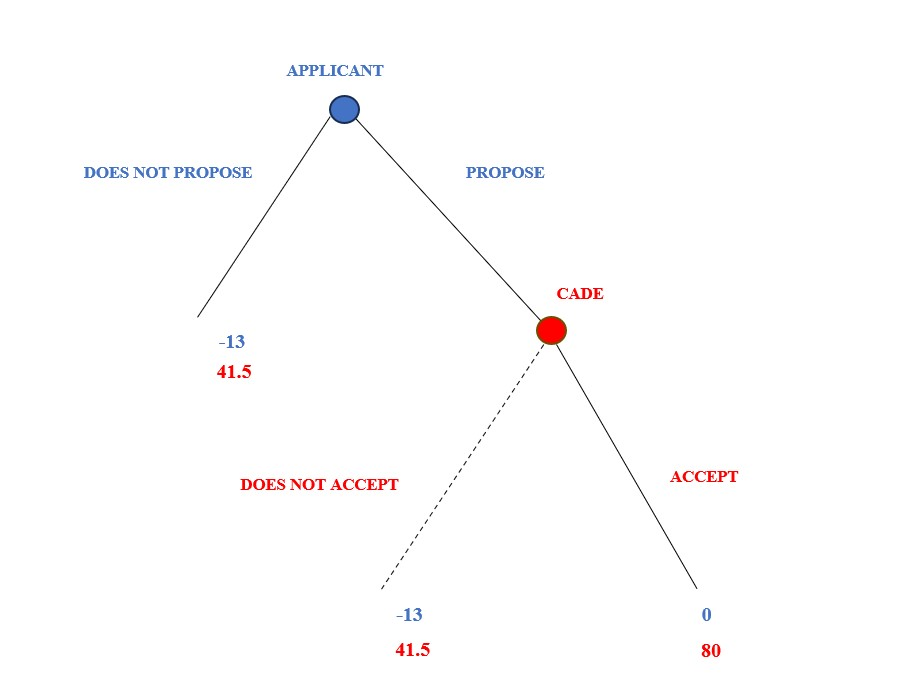 APPLICANT
DOES NOT PROPOSE
PROPOSE
CADE
-13
41.5
DOES NOT ACCEPT
ACCEPT
-13
0
41.5
80